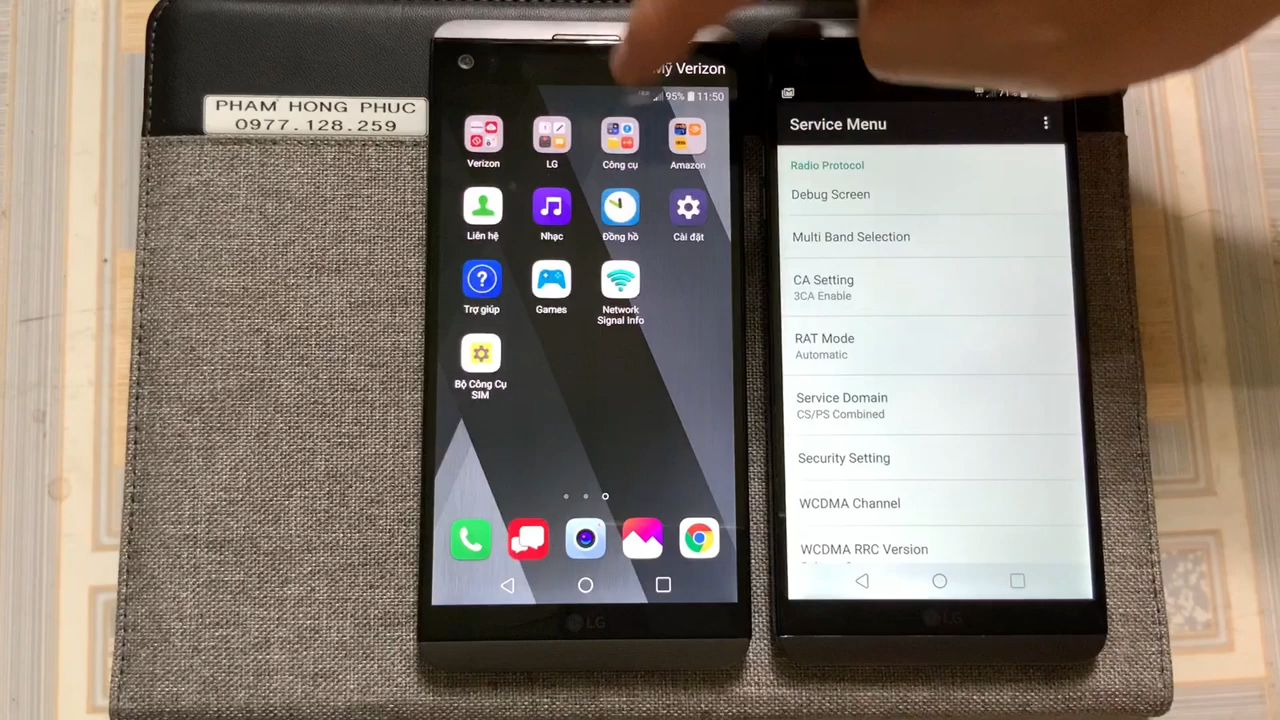 PHAM HONG PHUC
0977.128.259
My Verizon
95% 11:50
Verizon
LG
Công cụ
Amazon
Liên hệ
Nhạc
Đồng hồ
Cài đặt
Trợ giúp
Games
Network
Signal Info
Bộ Công Cụ
SIM
LG
Service Menu
Radio Protocol
Debug Screen
Multi Band Selection
CA Setting
3CA Enable
RAT Mode
Automatic
Service Domain
CS/PS Combined
Security Setting
WCDMA Channel
WCDMA RRC Version
LG